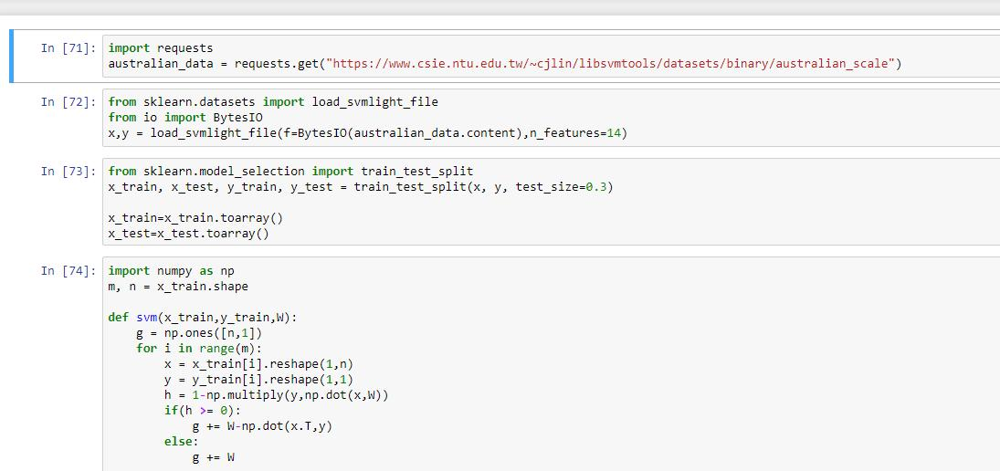 In [71]: import requests
australian_data = requests.get("https://www.csie.ntu.edu.tw/~cjlin/libsvmtools/datasets/binary/australian_scale")
In [72]: from sklearn.datasets import load_svmlight_file
from io import BytesIO
x,y = load_svmlight_file(f=BytesIO(australian_data.content),n_features=14)
In [73]: from sklearn.model_selection import train_test_split
x_train, x_test, y_train, y_test = train_test_split(x, y, test_size=0.3)
x_train=x_train.toarray()
x_test=x_test.toarray()
In [74]: import numpy as np
m, n = x_train.shape
def svm(x_train,y_train,W):
    g = np.ones([n,1])
    for i in range(m):
        x = x_train[i].reshape(1,n)
        y = y_train[i].reshape(1,1)
        h = 1-np.multiply(y,np.dot(x,W))
        if(h >= 0):
            g += W-np.dot(x.T,y)
        else:
            g += W